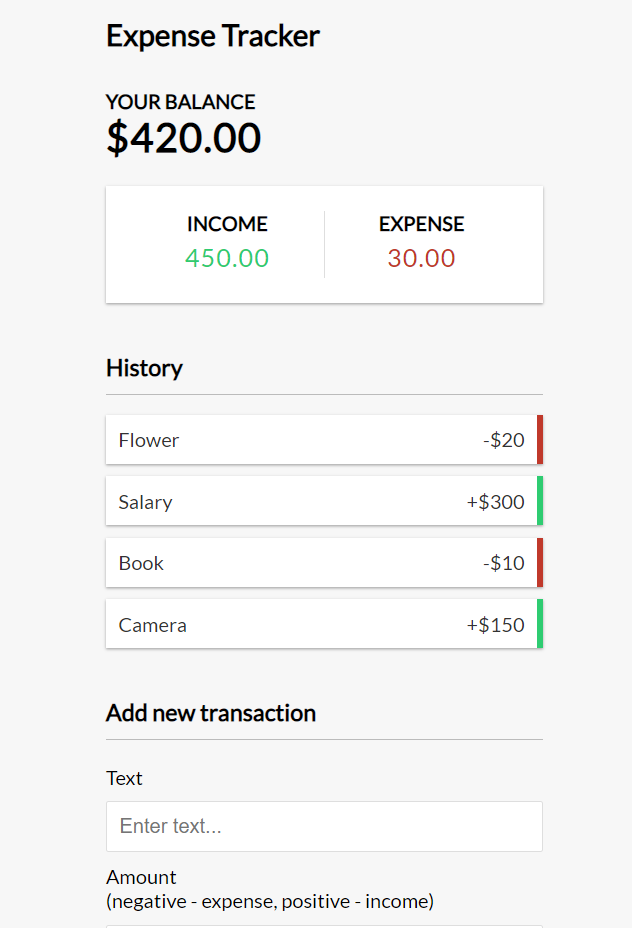 Expense Tracker
YOUR BALANCE
$420.00
INCOME
450.00
EXPENSE
30.00
History
Flower -$20
Salary +$300
Book -$10
Camera +$150
Add new transaction
Text
Enter text...
Amount
(negative - expense, positive - income)